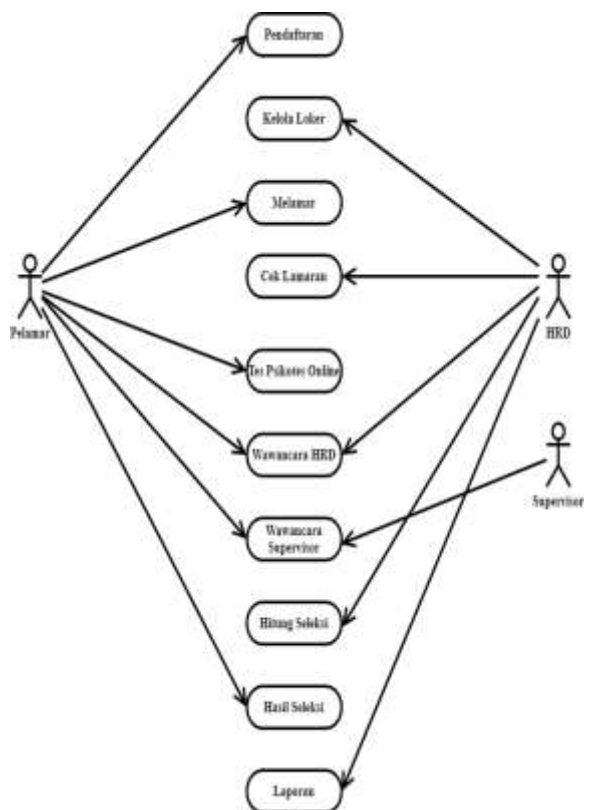 Pendaftaran
Kelola Loker
Melamar
Cek Lamaran
Pelamar
HRD
Tes Psikotes Online
Wawancara HRD
Supervisor
Wawancara
Supervisor
Hitung Seleksi
Hasil Seleksi
Laporan